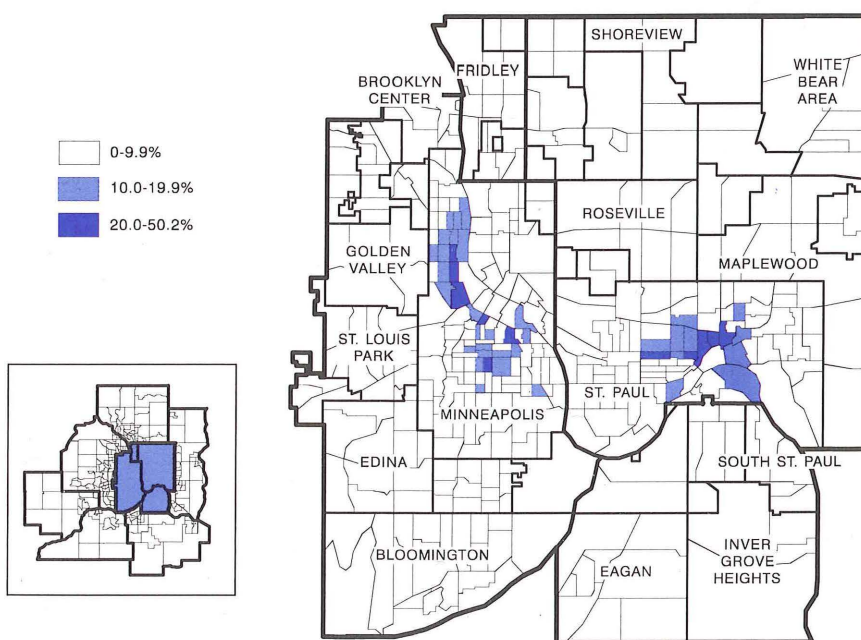 0-9.9%
10.0-19.9%
20.0-50.2%
SHOREVIEW
WHITE
BEAR
AREA
FRIDLEY
BROOKLYN
CENTER
ROSEVILLE
GOLDEN
VALLEY
MAPLEWOOD
ST. LOUIS
PARK
ST. PAUL
MINNEAPOLIS
EDINA
SOUTH ST. PAUL
BLOOMINGTON
EAGAN
INVER
GROVE
HEIGHTS